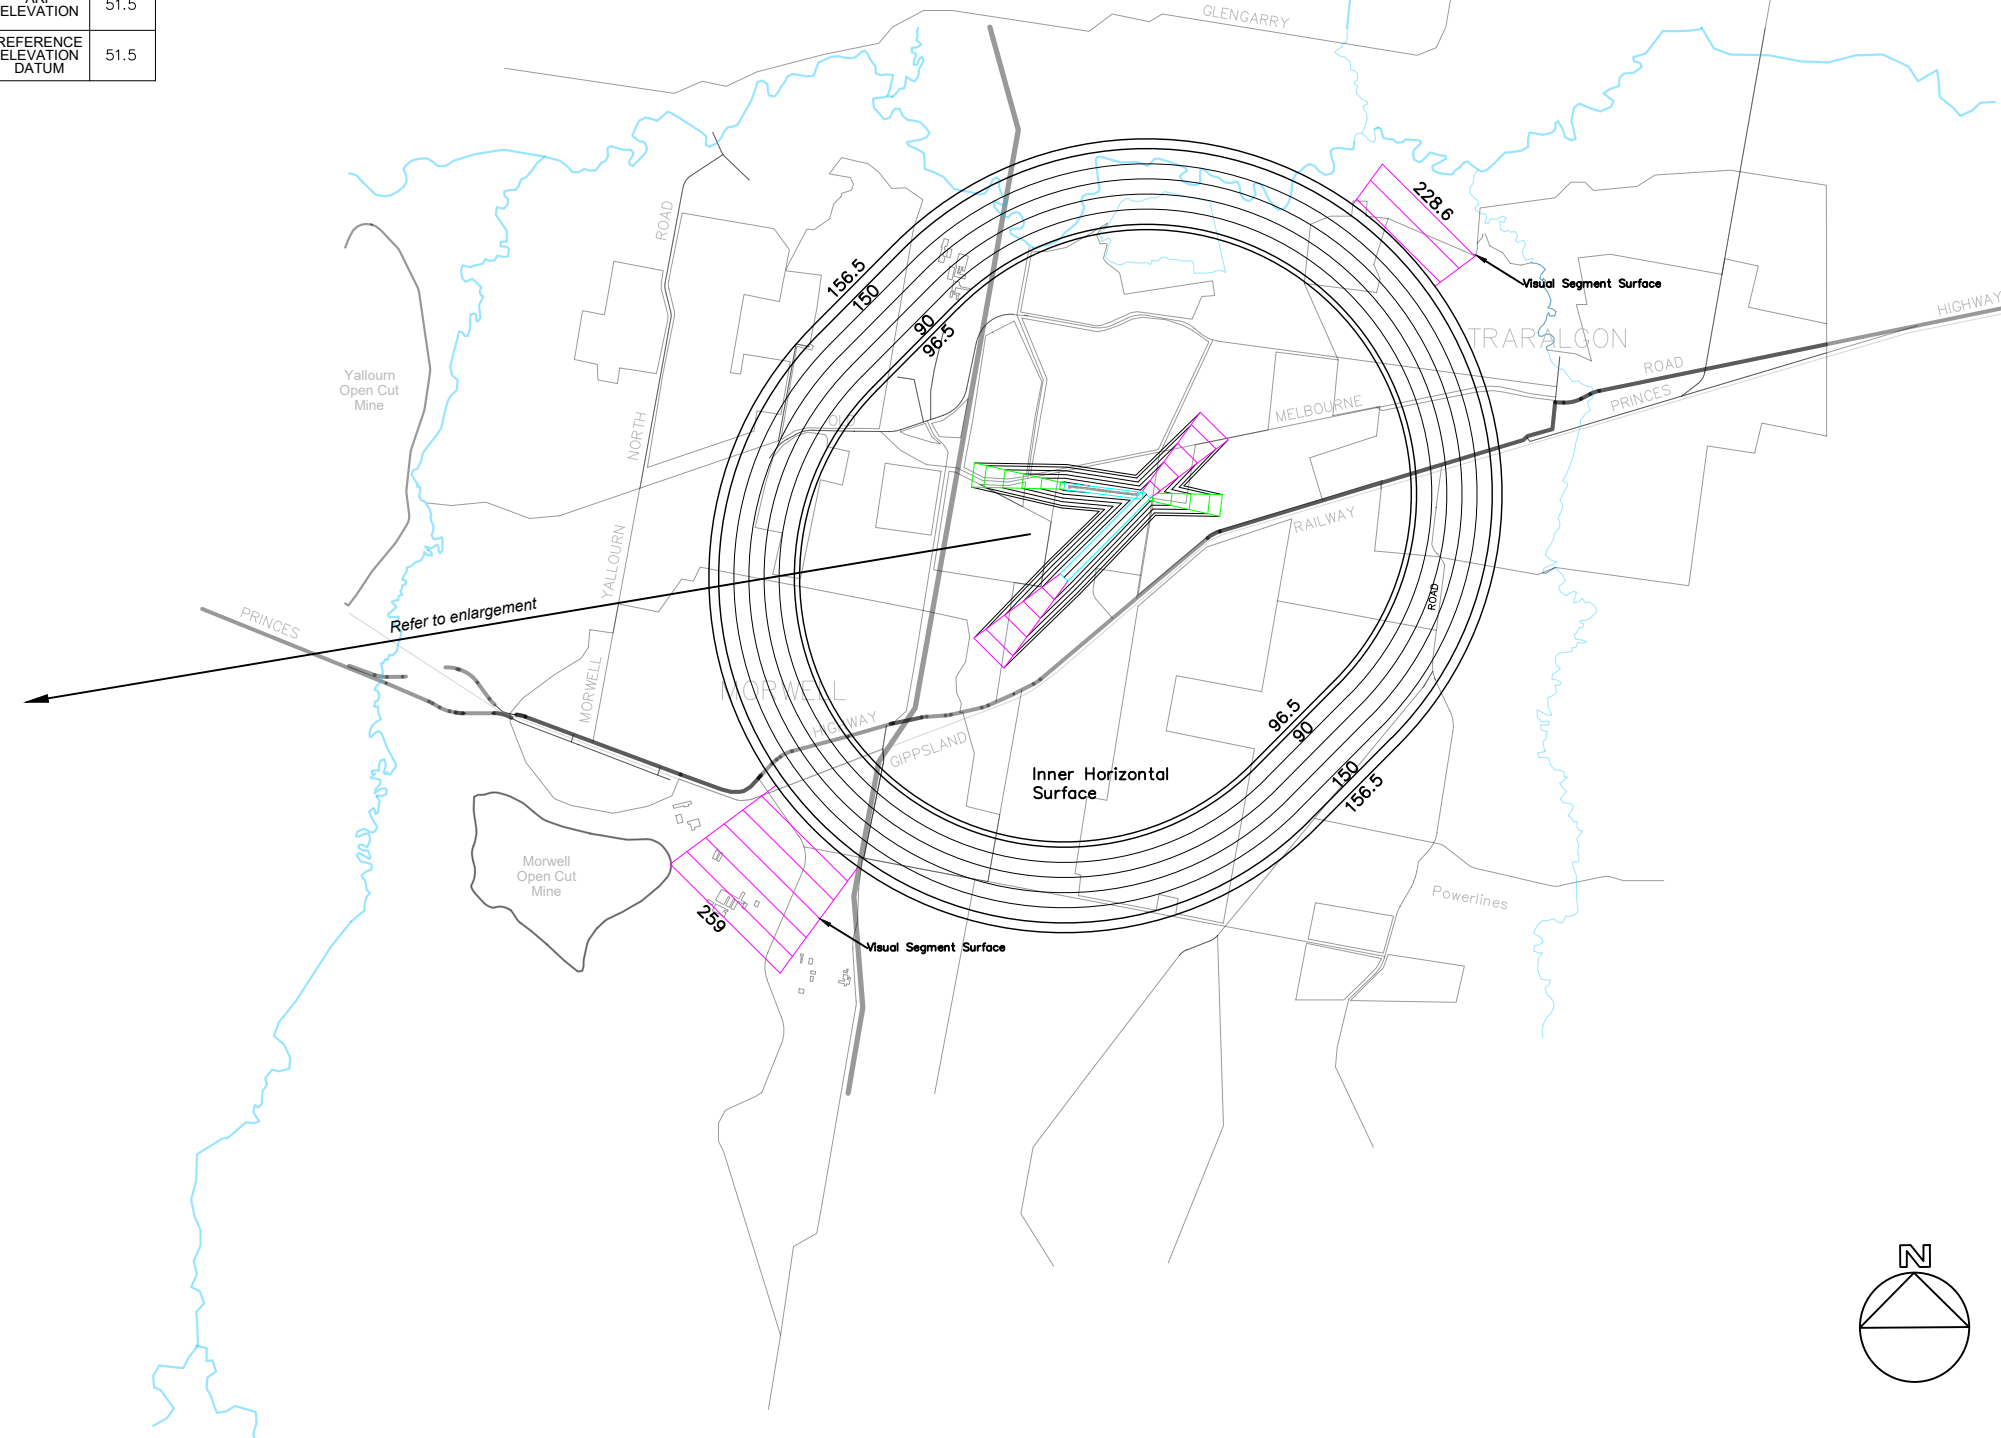 ELEVATION
51.5
REFERENCE
ELEVATION
DATUM
51.5
GLENGARRY
ROAD
228.6
Visual Segment Surface
156.5
150
90
96.5
TRARALGON
HIGHWAY
ROAD
PRINCES
Yallourn
Open Cut
Mine
MELBOURNE
OLD
NORTH
RAILWAY
YALLOURN
ROAD
PRINCES
Refer to enlargement
MORWELL
MORWELL
HIGHWAY
GIPPSLAND
96.5
90
150
156.5
Inner Horizontal
Surface
Morwell
Open Cut
Mine
259
Visual Segment Surface
Powerlines
N